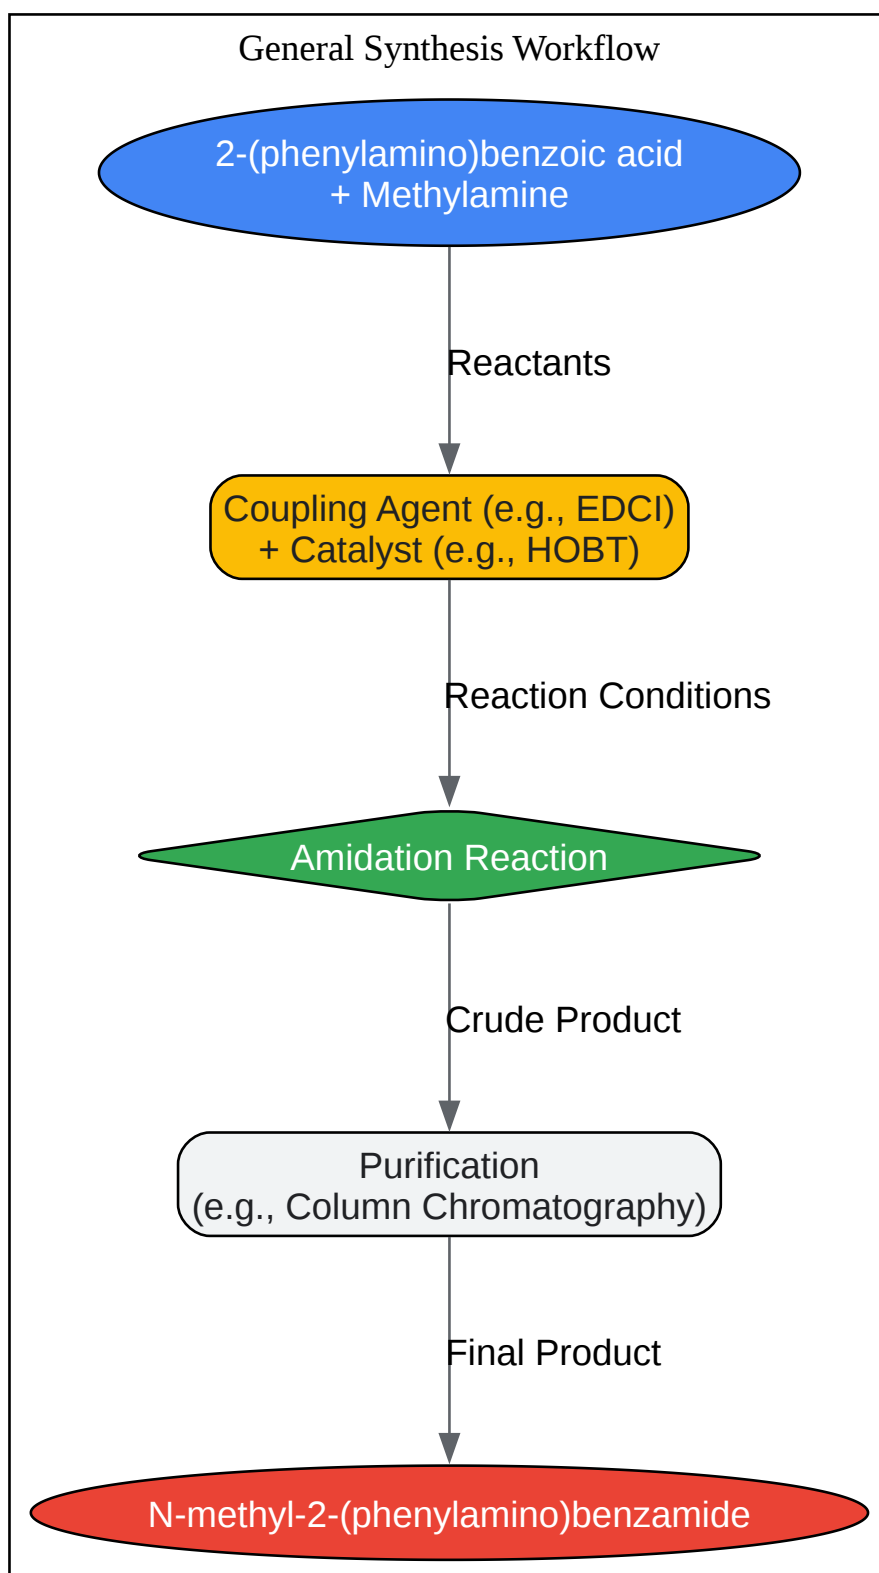 General Synthesis Workflow
2-(phenylamino)benzoic acid
+ Methylamine
Reactants
Coupling Agent (e.g., EDCI)
+ Catalyst (e.g., HOBT)
Reaction Conditions
Amidation Reaction
Crude Product
Purification
(e.g., Column Chromatography)
Final Product
N-methyl-2-(phenylamino)benzamide